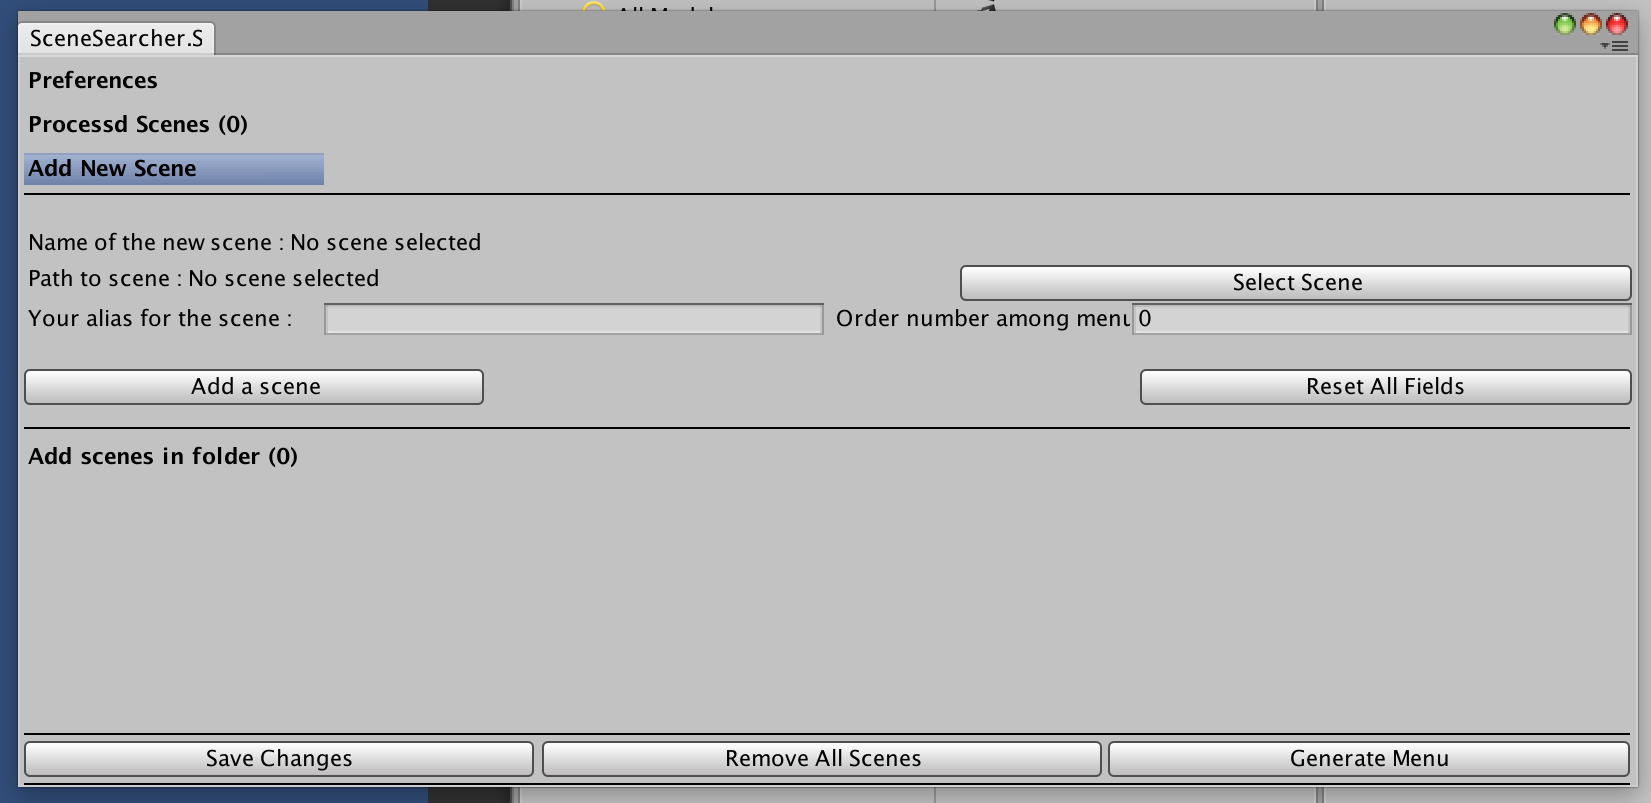 SceneSearcher.S
Preferences
Processd Scenes (0)
Add New Scene
Name of the new scene : No scene selected
Path to scene : No scene selected
Select Scene
Your alias for the scene :
Order number among menu 0
Add a scene
Reset All Fields
Add scenes in folder (0)
Save Changes
Remove All Scenes
Generate Menu